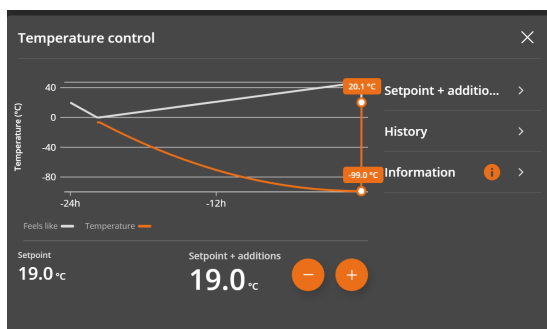 Temperature control
Temperature (°C)
40
0
-40
-80
-24h
-12h
20.1 °C
-99.0 °C
Feels like
Temperature
Setpoint + additio...
History
Information
i
Setpoint
19.0 °C
Setpoint + additions
19.0 °C
− +